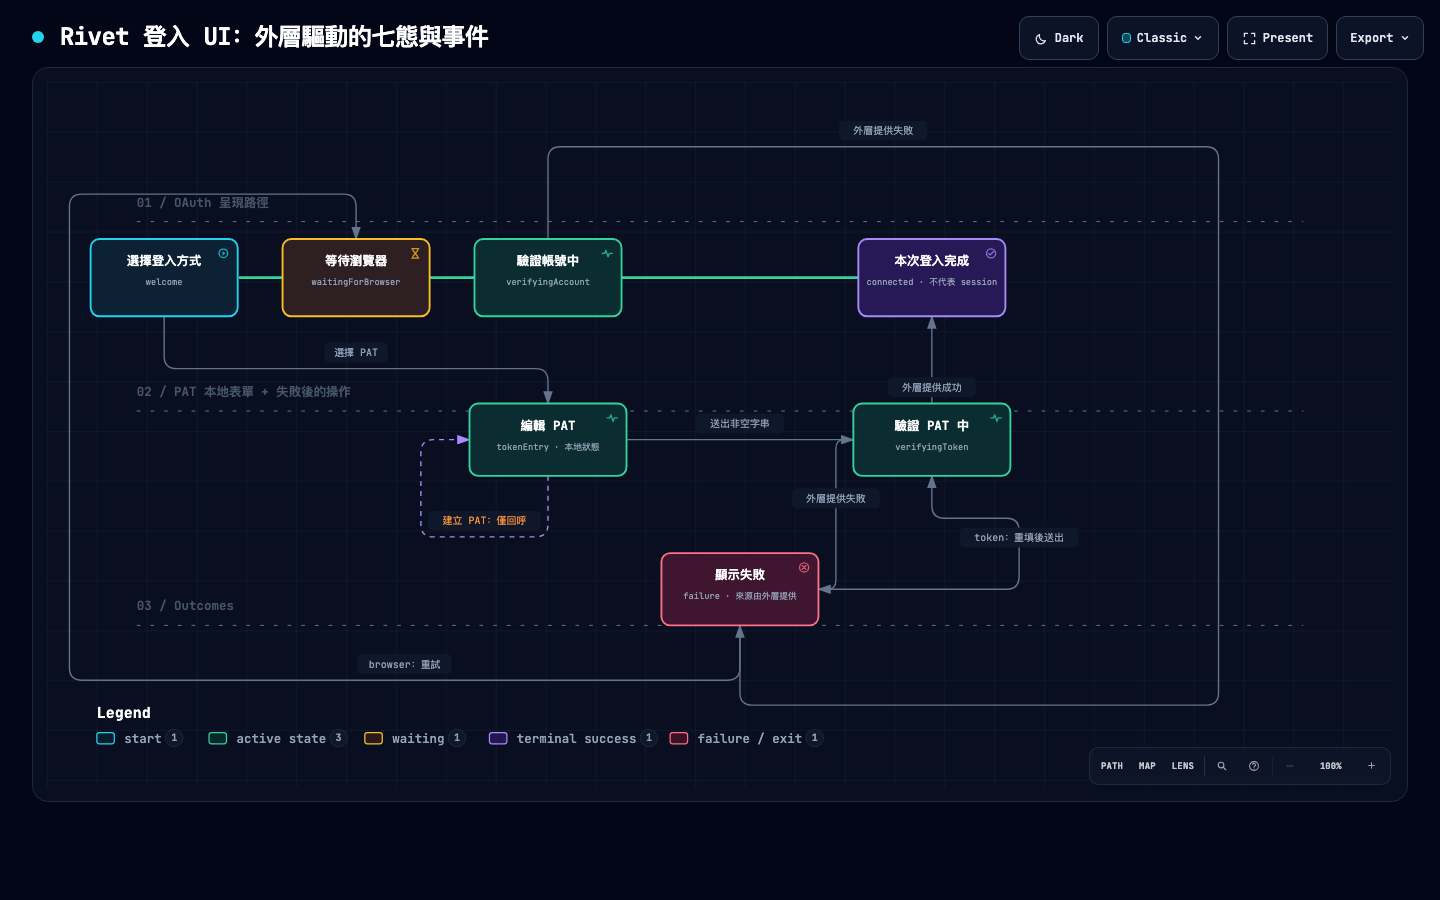 Rivet 登入 UI: 外層驅動的七態與事件
Dark
Classic
Present
Export
外層提供失敗
01 / OAuth 呈現路徑
選擇登入方式
welcome
等待瀏覽器
waitingForBrowser
驗證帳號中
verifyingAccount
本次登入完成
connected · 不代表 session
選擇 PAT
外層提供成功
02 / PAT 本地表單 + 失敗後的操作
編輯 PAT
tokenEntry · 本地狀態
送出非空字串
驗證 PAT 中
verifyingToken
外層提供失敗
建立 PAT: 僅回呼
token: 重填後送出
顯示失敗
failure · 來源由外層提供
03 / Outcomes
browser: 重試
Legend
start 1
active state 3
waiting 1
terminal success 1
failure / exit 1
PATH
MAP
LENS
100%